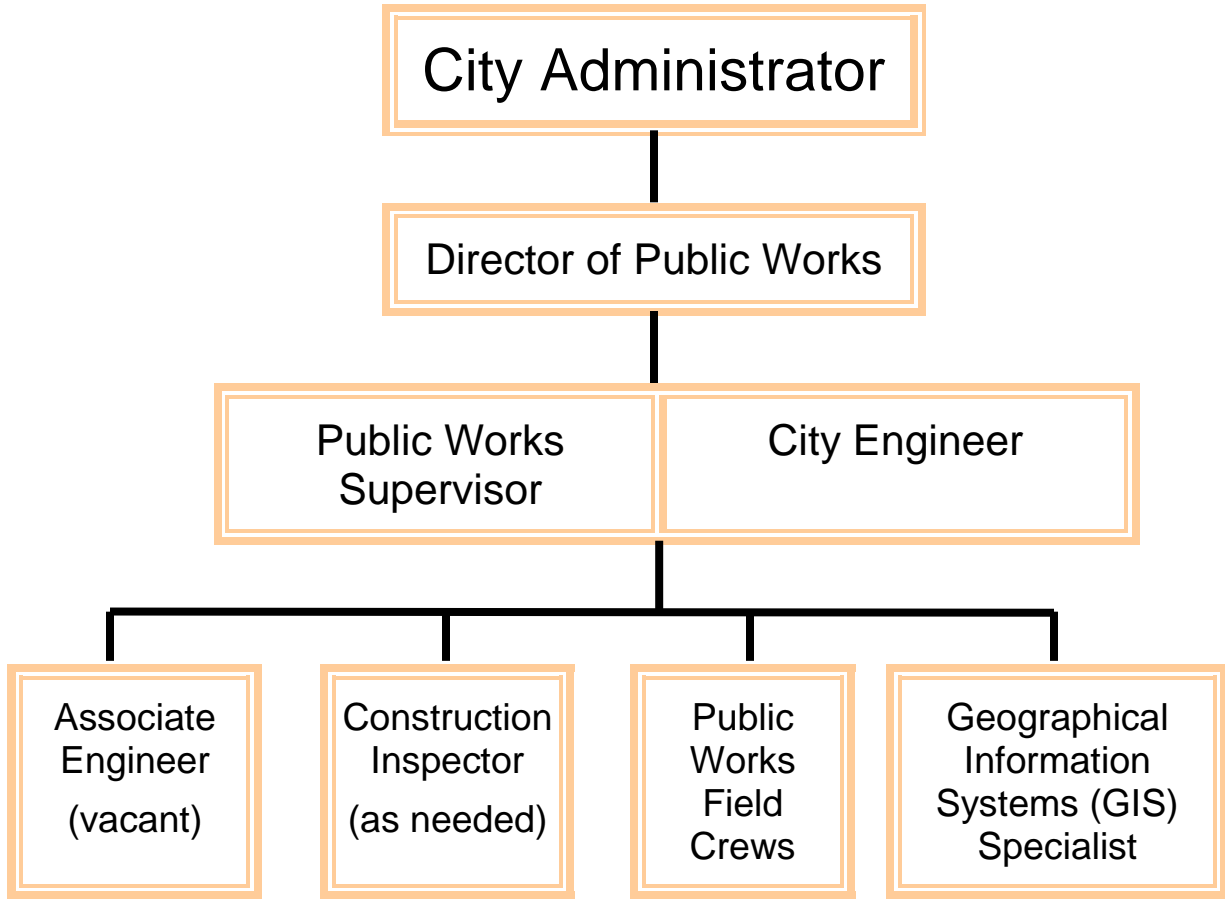 City Administrator
Director of Public Works
Public Works
Supervisor
City Engineer
Associate
Engineer
(vacant)
Construction
Inspector
(as needed)
Public
Works
Field
Crews
Geographical
Information
Systems (GIS)
Specialist